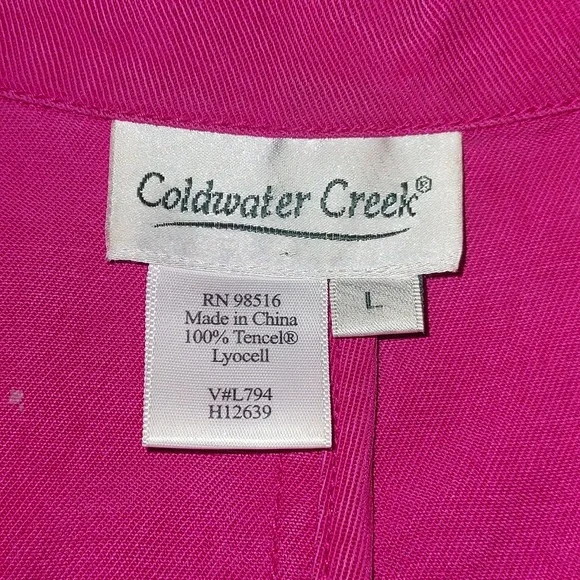 Coldwater Creek®
L
RN 98516
Made in China
100% Tencel®
Lyocell
V#L794
H12639